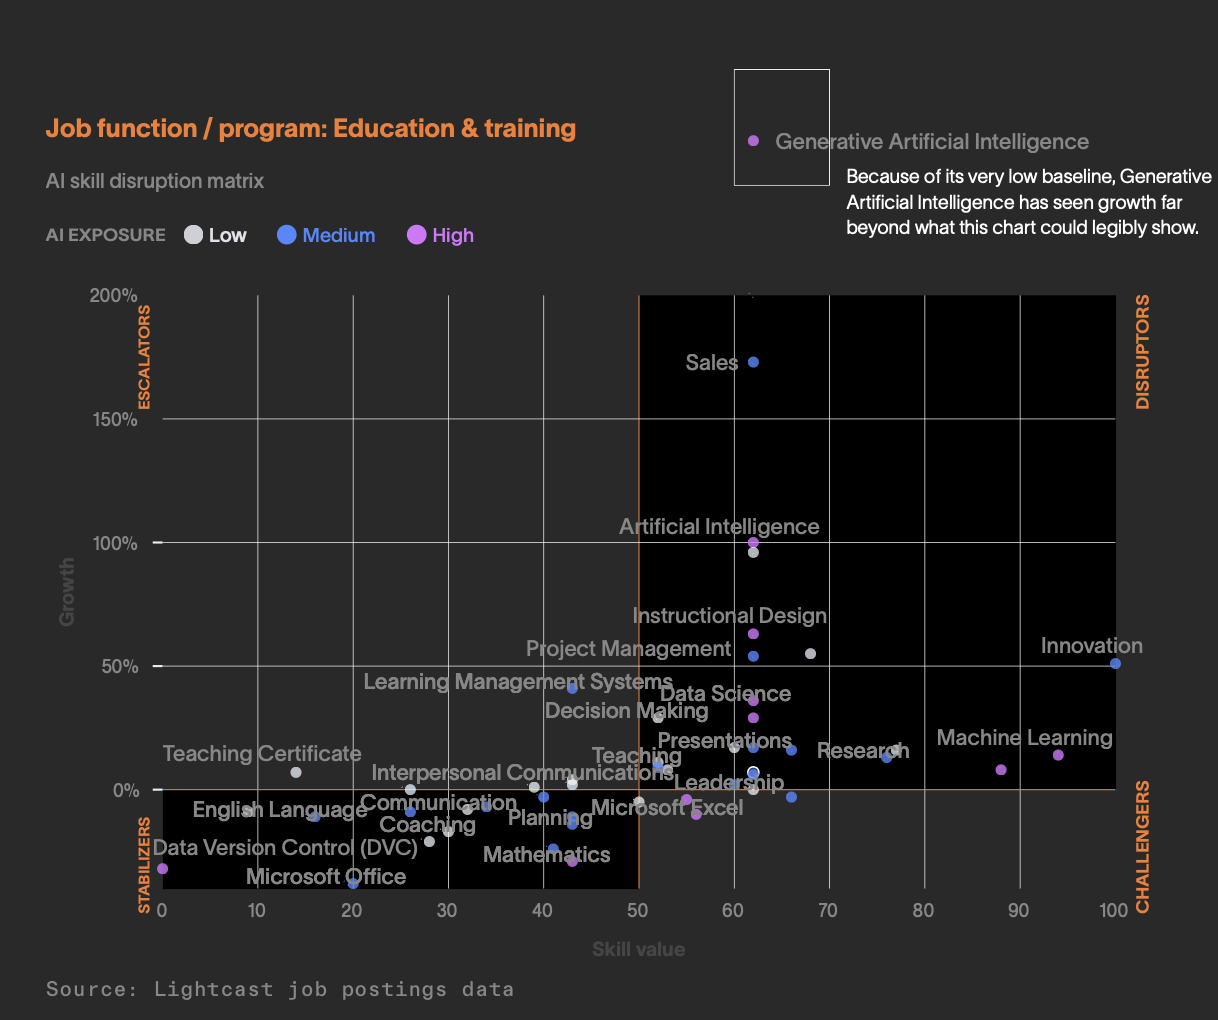 Job function / program: Education & training
AI skill disruption matrix
AI EXPOSURE Low Medium High
Generative Artificial Intelligence
Because of its very low baseline, Generative
Artificial Intelligence has seen growth far
beyond what this chart could legibly show.
200%
150%
100%
50%
0%
Growth
ESCALATORS
STABILIZERS
DISRUPTORS
CHALLENGERS
Sales
Artificial Intelligence
Instructional Design
Project Management
Innovation
Learning Management Systems
Data Science
Decision Making
Presentations
Machine Learning
Teaching Certificate
Teaching
Research
Interpersonal Communications
Leadership
Communication
Microsoft Excel
English Language
Planning
Coaching
Data Version Control (DVC)
Mathematics
Microsoft Office
0 10 20 30 40 50 60 70 80 90 100
Skill value
Source: Lightcast job postings data